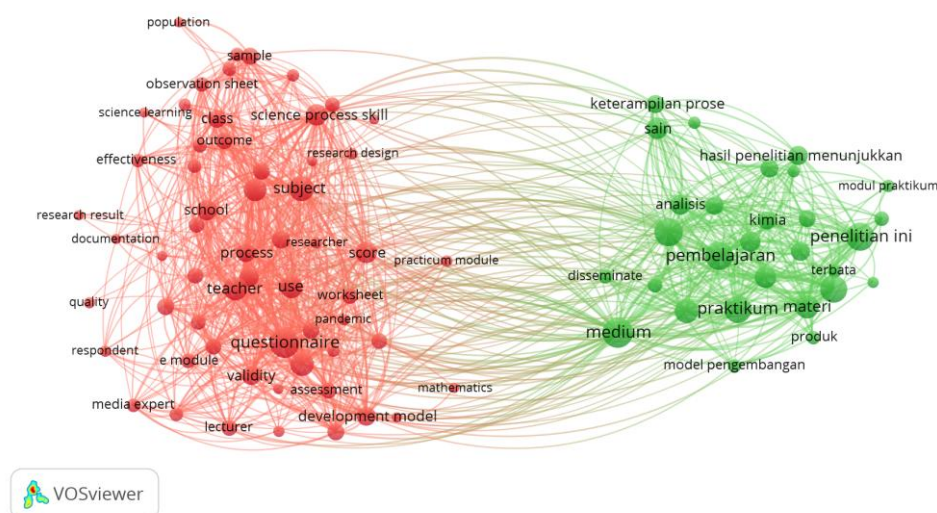 population
sample
observation sheet
science learning
class
science process skill
outcome
research design
effectiveness
subject
school
research result
documentation
process
researcher
score
practicum module
teacher
use
worksheet
quality
pandemic
questionnaire
respondent
e module
validity
assessment
mathematics
media expert
development model
lecturer
keterampilan prose
sain
hasil penelitian menunjukkan
modul praktikum
analisis
kimia
penelitian ini
pembelajaran
disseminate
terbata
praktikum
materi
medium
produk
model pengembangan
VOSviewer